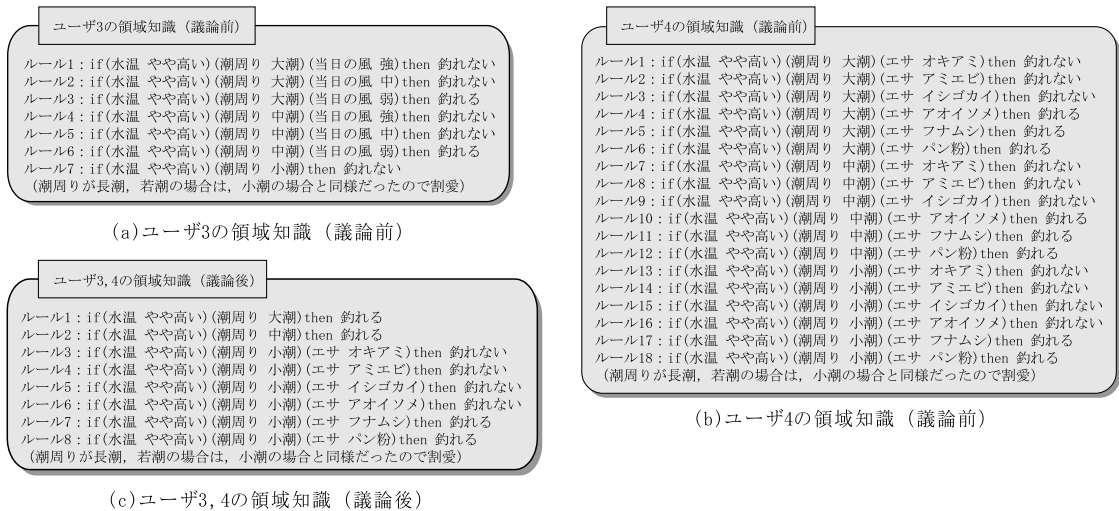 ユーザ3の領域知識（議論前）
ルール1：if(水温 やや高い)(潮周り 大潮)(当日の風 強)then 釣れない
ルール2：if(水温 やや高い)(潮周り 大潮)(当日の風 中)then 釣れない
ルール3：if(水温 やや高い)(潮周り 大潮)(当日の風 弱)then 釣れる
ルール4：if(水温 やや高い)(潮周り 中潮)(当日の風 強)then 釣れない
ルール5：if(水温 やや高い)(潮周り 中潮)(当日の風 中)then 釣れない
ルール6：if(水温 やや高い)(潮周り 中潮)(当日の風 弱)then 釣れる
ルール7：if(水温 やや高い)(潮周り 小潮)then 釣れない
（潮周りが長潮，若潮の場合は，小潮の場合と同様だったので割愛）
(a)ユーザ3の領域知識（議論前）
ユーザ3,4の領域知識（議論後）
ルール1：if(水温 やや高い)(潮周り 大潮)then 釣れる
ルール2：if(水温 やや高い)(潮周り 中潮)then 釣れる
ルール3：if(水温 やや高い)(潮周り 小潮)(エサ オキアミ)then 釣れない
ルール4：if(水温 やや高い)(潮周り 小潮)(エサ アミエビ)then 釣れない
ルール5：if(水温 やや高い)(潮周り 小潮)(エサ イシゴカイ)then 釣れない
ルール6：if(水温 やや高い)(潮周り 小潮)(エサ アオイソメ)then 釣れない
ルール7：if(水温 やや高い)(潮周り 小潮)(エサ フナムシ)then 釣れる
ルール8：if(水温 やや高い)(潮周り 小潮)(エサ パン粉)then 釣れる
（潮周りが長潮，若潮の場合は，小潮の場合と同様だったので割愛）
(c)ユーザ3,4の領域知識（議論後）
ユーザ4の領域知識（議論前）
ルール1：if(水温 やや高い)(潮周り 大潮)(エサ オキアミ)then 釣れない
ルール2：if(水温 やや高い)(潮周り 大潮)(エサ アミエビ)then 釣れない
ルール3：if(水温 やや高い)(潮周り 大潮)(エサ イシゴカイ)then 釣れない
ルール4：if(水温 やや高い)(潮周り 大潮)(エサ アオイソメ)then 釣れる
ルール5：if(水温 やや高い)(潮周り 大潮)(エサ フナムシ)then 釣れる
ルール6：if(水温 やや高い)(潮周り 大潮)(エサ パン粉)then 釣れる
ルール7：if(水温 やや高い)(潮周り 中潮)(エサ オキアミ)then 釣れない
ルール8：if(水温 やや高い)(潮周り 中潮)(エサ アミエビ)then 釣れない
ルール9：if(水温 やや高い)(潮周り 中潮)(エサ イシゴカイ)then 釣れない
ルール10：if(水温 やや高い)(潮周り 中潮)(エサ アオイソメ)then 釣れる
ルール11：if(水温 やや高い)(潮周り 中潮)(エサ フナムシ)then 釣れる
ルール12：if(水温 やや高い)(潮周り 中潮)(エサ パン粉)then 釣れる
ルール13：if(水温 やや高い)(潮周り 小潮)(エサ オキアミ)then 釣れない
ルール14：if(水温 やや高い)(潮周り 小潮)(エサ アミエビ)then 釣れない
ルール15：if(水温 やや高い)(潮周り 小潮)(エサ イシゴカイ)then 釣れない
ルール16：if(水温 やや高い)(潮周り 小潮)(エサ アオイソメ)then 釣れない
ルール17：if(水温 やや高い)(潮周り 小潮)(エサ フナムシ)then 釣れる
ルール18：if(水温 やや高い)(潮周り 小潮)(エサ パン粉)then 釣れる
（潮周りが長潮，若潮の場合は，小潮の場合と同様だったので割愛）
(b)ユーザ4の領域知識（議論前）